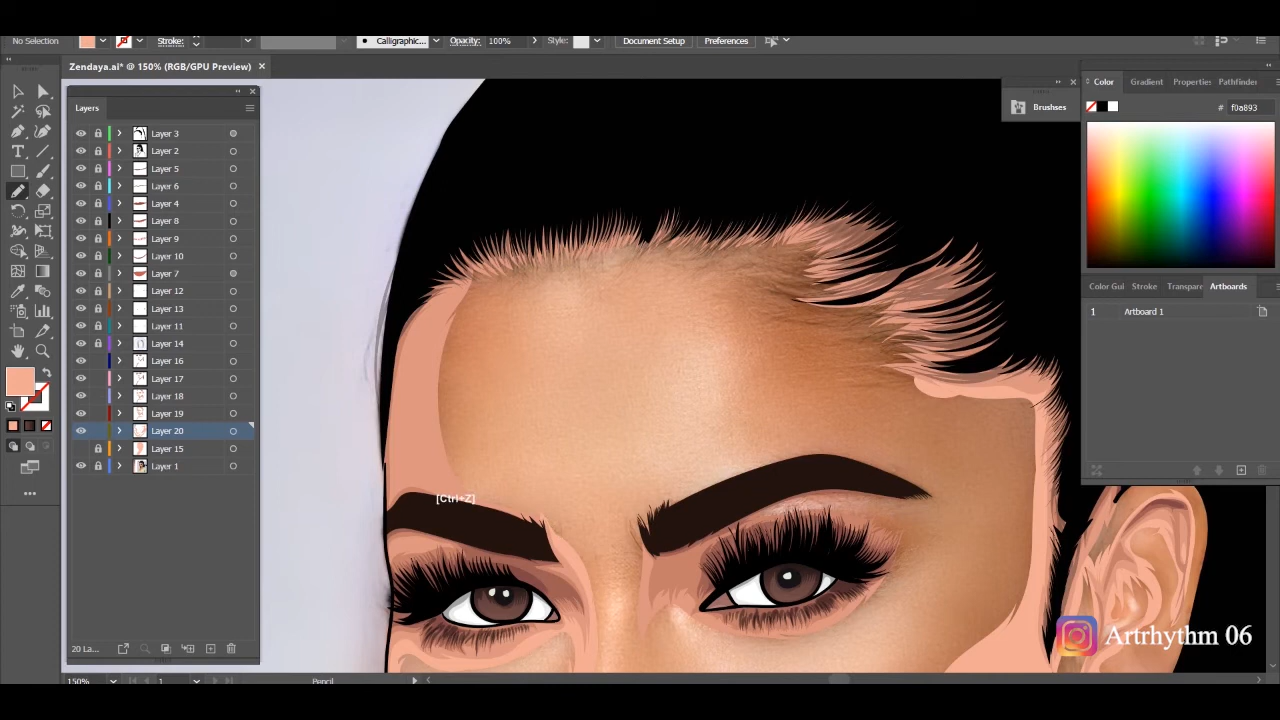 No Selection
Stroke:
Calligraphic...
Opacity: 100%
Style:
Document Setup
Preferences
Zendaya.ai* @ 150% (RGB/GPU Preview)
Layers
Layer 3
Layer 2
Layer 5
Layer 6
Layer 4
Layer 8
Layer 9
Layer 10
Layer 7
Layer 12
Layer 13
Layer 11
Layer 14
Layer 16
Layer 17
Layer 18
Layer 19
Layer 20
Layer 15
Layer 1
20 La...
[Ctrl+Z]
Brushses
Color
Gradient
Properties
Pathfinder
# f0a893
Color Gui
Stroke
Transpare
Artboards
1 Artboard 1
Artrhythm 06
150%
1
Pencil